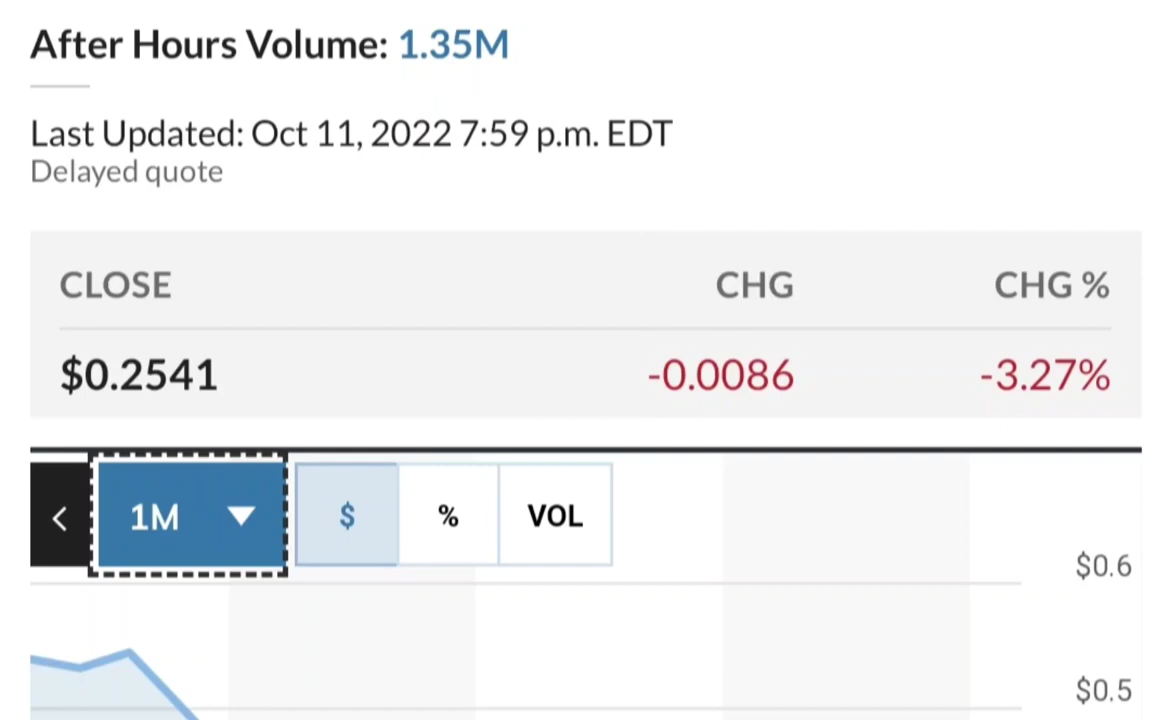 After Hours Volume: 1.35M
Last Updated: Oct 11, 2022 7:59 p.m. EDT
Delayed quote
CLOSE CHG CHG %
$0.2541 -0.0086 -3.27%
1M $ % VOL
$0.6
$0.5